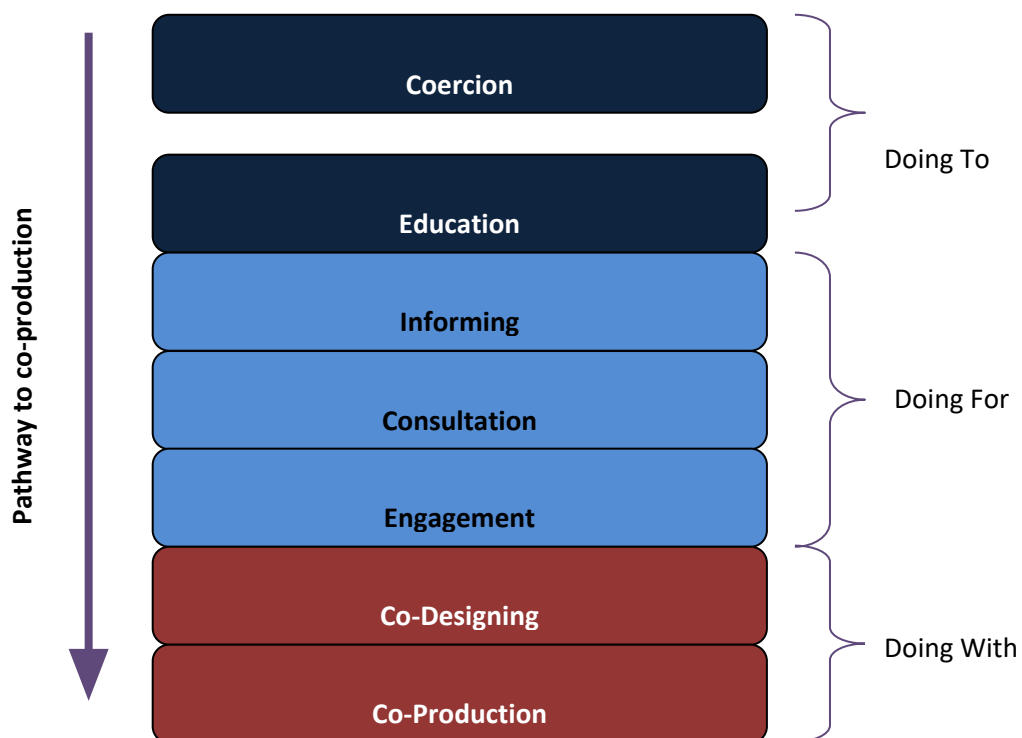 Pathway to co-production
Coercion
Doing To
Education
Informing
Doing For
Consultation
Engagement
Co-Designing
Doing With
Co-Production